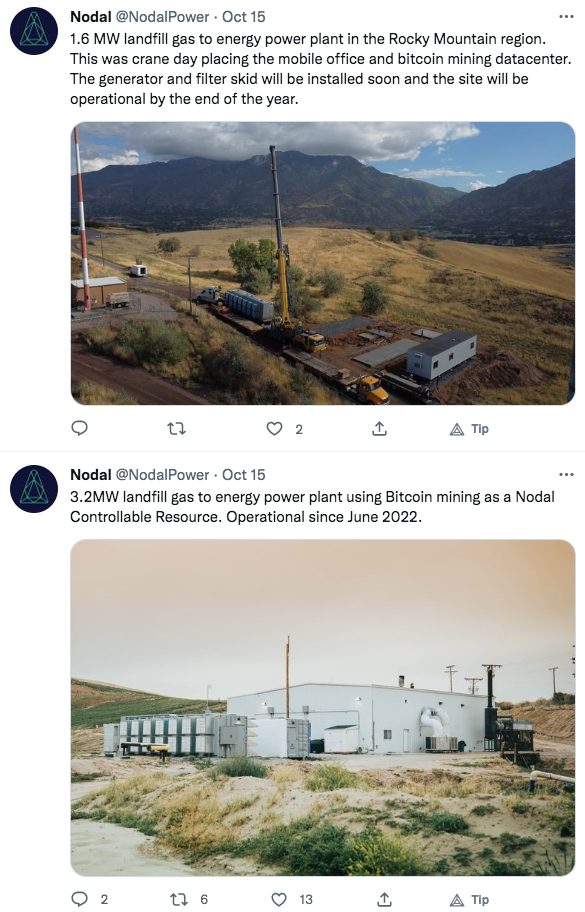 Nodal @NodalPower · Oct 15
1.6 MW landfill gas to energy power plant in the Rocky Mountain region.
This was crane day placing the mobile office and bitcoin mining datacenter.
The generator and filter skid will be installed soon and the site will be
operational by the end of the year.
2 Tip
Nodal @NodalPower · Oct 15
3.2MW landfill gas to energy power plant using Bitcoin mining as a Nodal
Controllable Resource. Operational since June 2022.
2 6 13 Tip